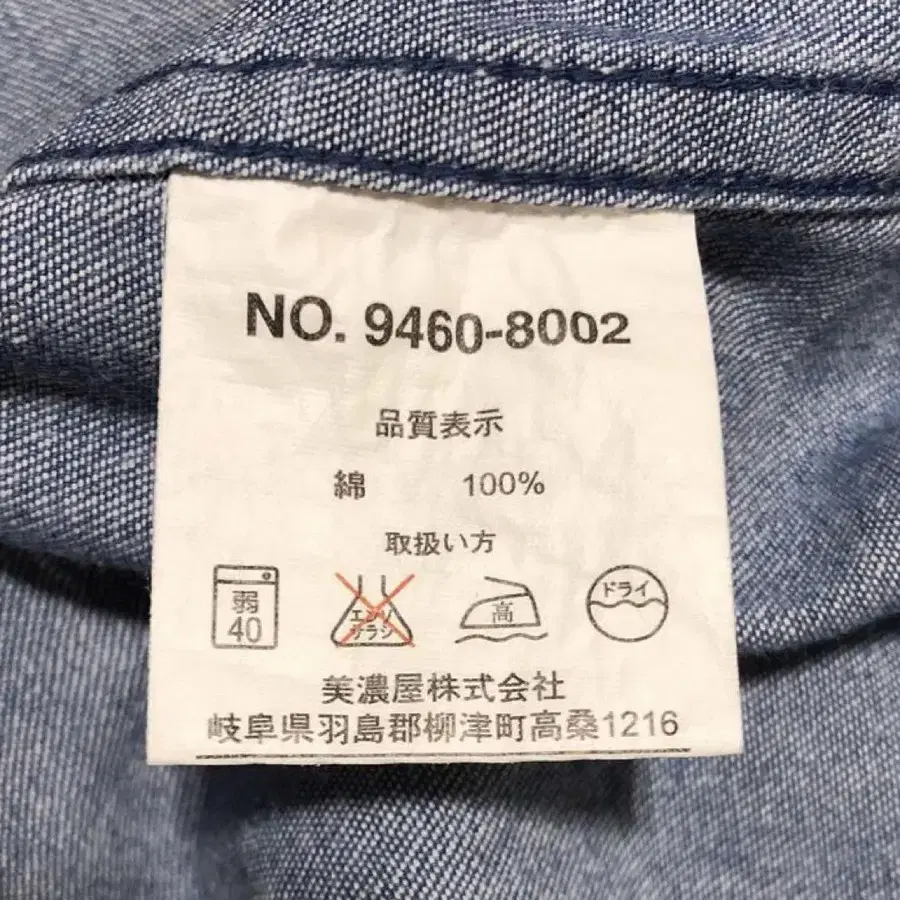 NO. 9460-8002
品質表示
綿 100%
取扱い方
弱 40
エンソ サラシ
高
ドライ
美濃屋株式会社
岐阜県羽島郡柳津町高桑1216